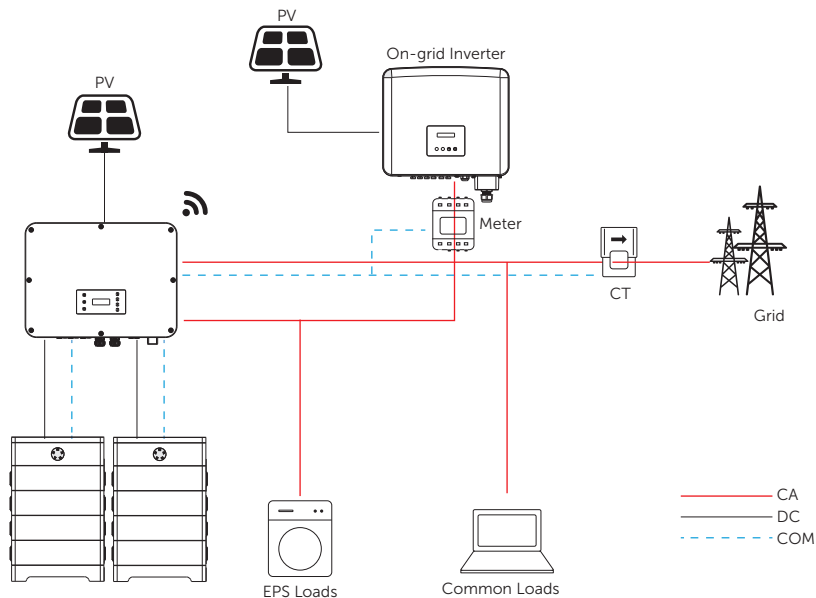 PV
On-grid Inverter
PV
Meter
CT
Grid
CA
DC
COM
EPS Loads
Common Loads